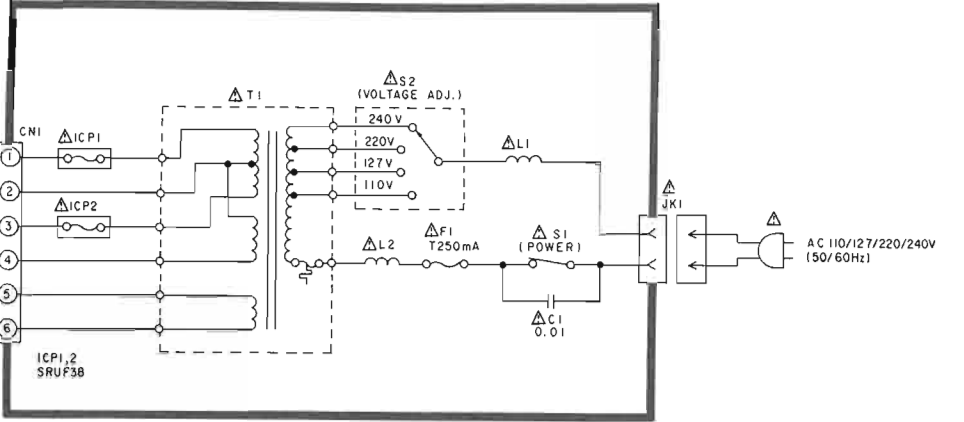 S2
(VOLTAGE ADJ.)
T1
240V
220V
127V
110V
CN1
ICP1
ICP2
1
2
3
4
5
6
L1
L2
F1
T250mA
S1
(POWER)
C1
0.01
JK1
AC 110/127/220/240V
(50/60Hz)
ICP1,2
SRUF38